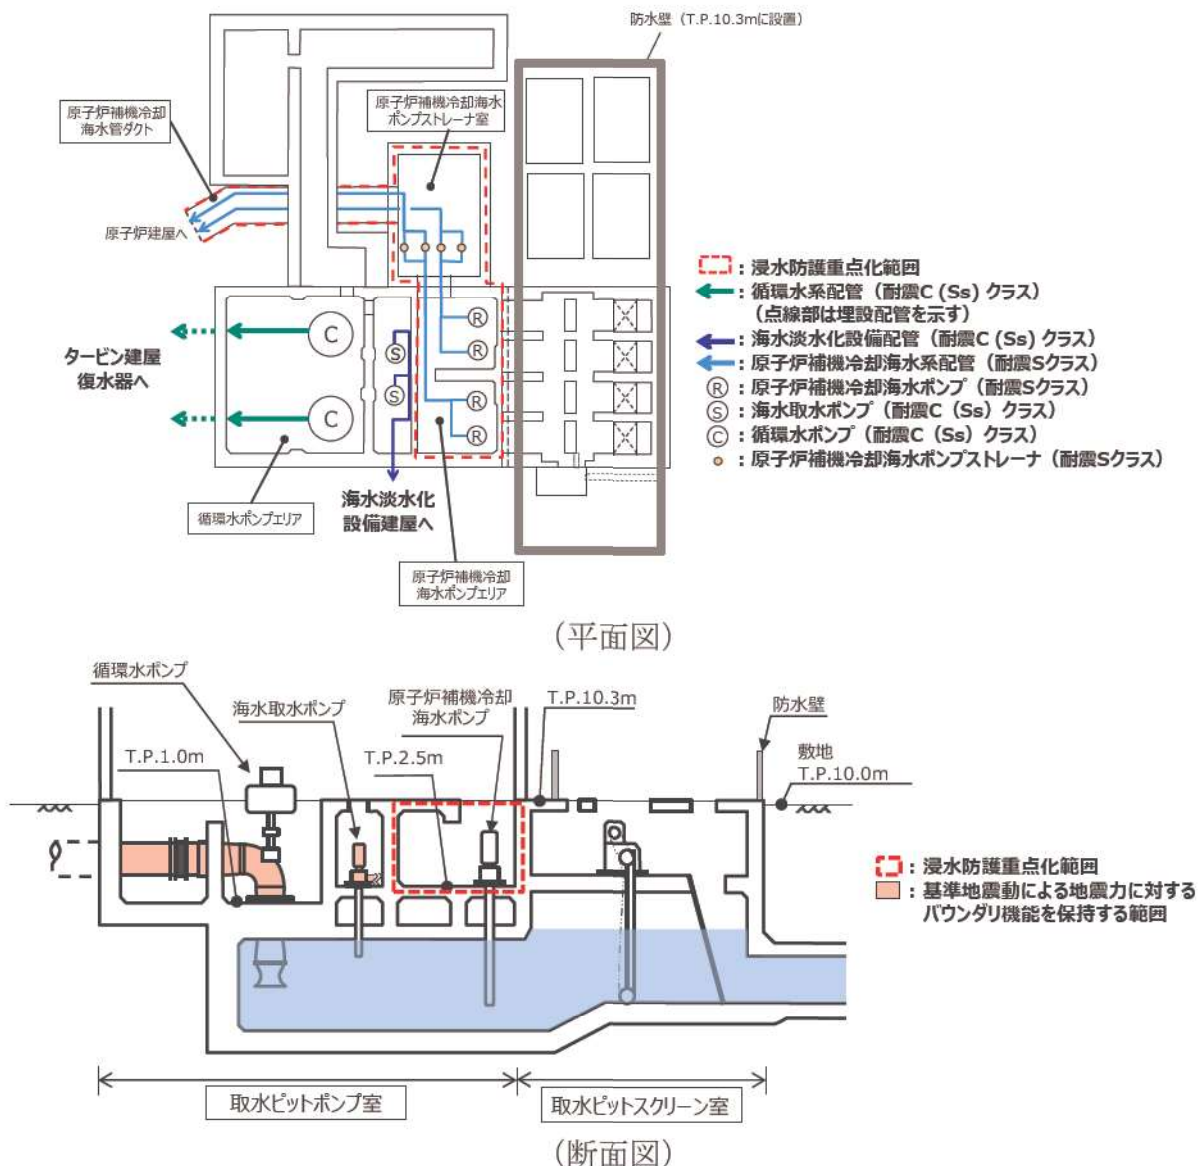 防水壁（T.P.10.3mに設置）
原子炉補機冷却
海水管ダクト
原子炉補機冷却海水
ポンプストレーナ室
原子炉建屋へ
タービン建屋
復水器へ
C
C
S
S
R
R
R
R
循環水ポンプエリア
海水淡水化
設備建屋へ
原子炉補機冷却
海水ポンプエリア
：浸水防護重点化範囲
：循環水系配管（耐震C (Ss) クラス）
（点線部は埋設配管を示す）
：海水淡水化設備配管（耐震C (Ss) クラス）
：原子炉補機冷却海水系配管（耐震Sクラス）
R：原子炉補機冷却海水ポンプ（耐震Sクラス）
S：海水取水ポンプ（耐震C（Ss）クラス）
C：循環水ポンプ（耐震C（Ss）クラス）
：原子炉補機冷却海水ポンプストレーナ（耐震Sクラス）
（平面図）
循環水ポンプ
海水取水ポンプ
原子炉補機冷却
海水ポンプ
T.P.10.3m
防水壁
T.P.1.0m
T.P.2.5m
敷地
T.P.10.0m
：浸水防護重点化範囲
：基準地震動による地震力に対する
バウンダリ機能を保持する範囲
取水ピットポンプ室
取水ピットスクリーン室
（断面図）